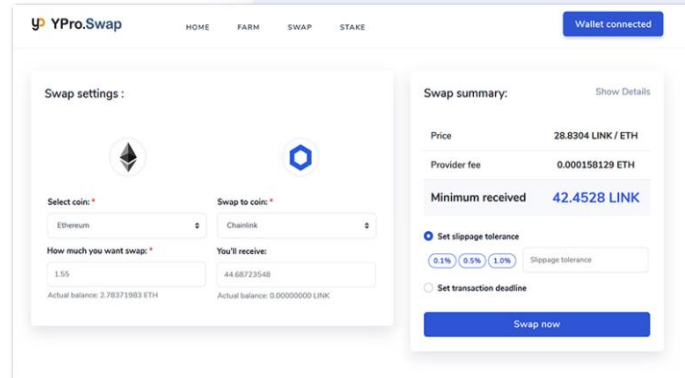 YP YPro.Swap
HOME FARM SWAP STAKE
Wallet connected
Swap settings :
Select coin: *
Swap to coin: *
Ethereum
Chainlink
How much you want swap: *
You'll receive:
1.55
44.68723548
Actual balance: 2.78371983 ETH
Actual balance: 0.00000000 LINK
Swap summary:
Show Details
Price 28.8304 LINK / ETH
Provider fee 0.000158129 ETH
Minimum received 42.4528 LINK
Set slippage tolerance
0.1% 0.5% 1.0% Slippage tolerance
Set transaction deadline
Swap now